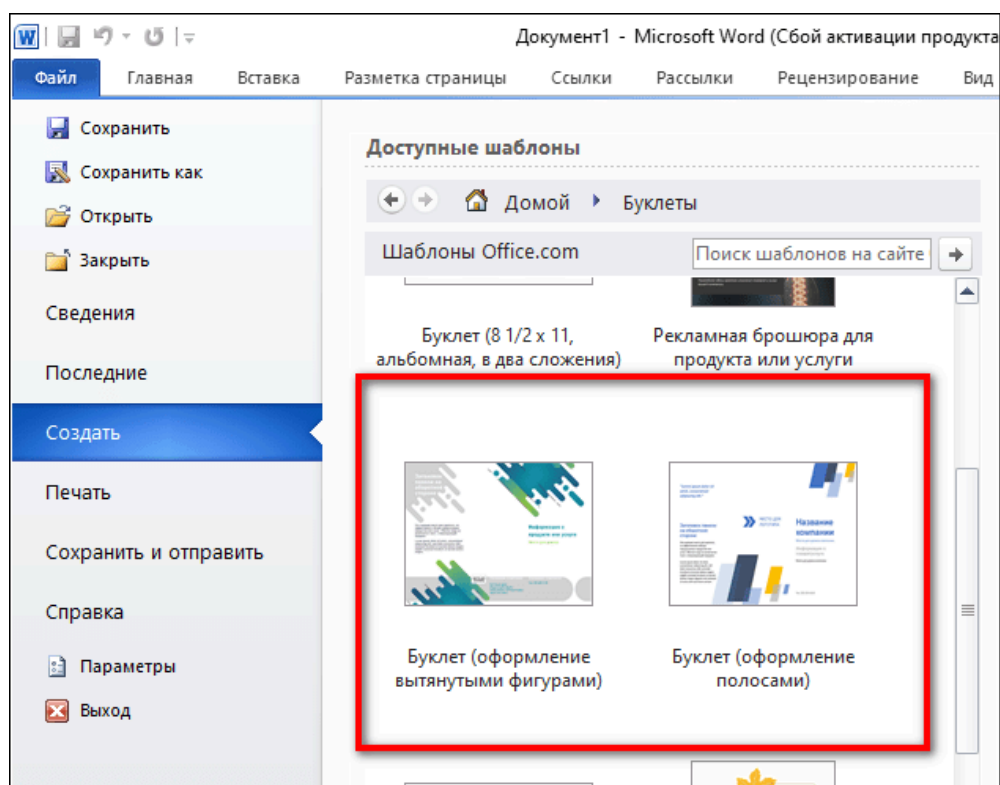 Документ1 - Microsoft Word (Сбой активации продукта
Файл Главная Вставка Разметка страницы Ссылки Рассылки Рецензирование Вид
Сохранить
Сохранить как
Открыть
Закрыть
Сведения
Последние
Создать
Печать
Сохранить и отправить
Справка
Параметры
Выход
Доступные шаблоны
Домой Буклеты
Шаблоны Office.com Поиск шаблонов на сайте
Буклет (8 1/2 x 11,
альбомная, в два сложения)
Рекламная брошюра для
продукта или услуги
Название
компании
Буклет (оформление
вытянутыми фигурами)
Буклет (оформление
полосами)